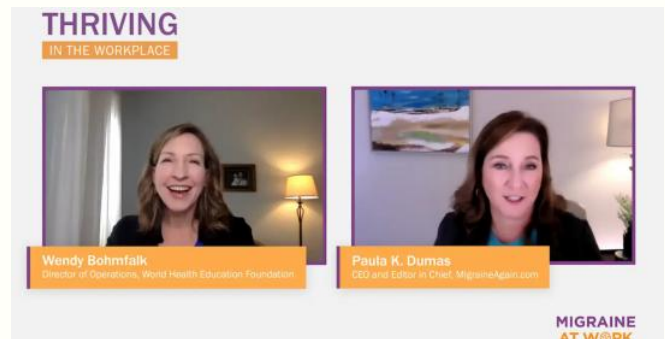 THRIVING
IN THE WORKPLACE
Wendy Bohmfalk
Director of Operations, World Health Education Foundation
Paula K. Dumas
CEO and Editor in Chief, MigraineAgain.com
MIGRAINE
AT WORK